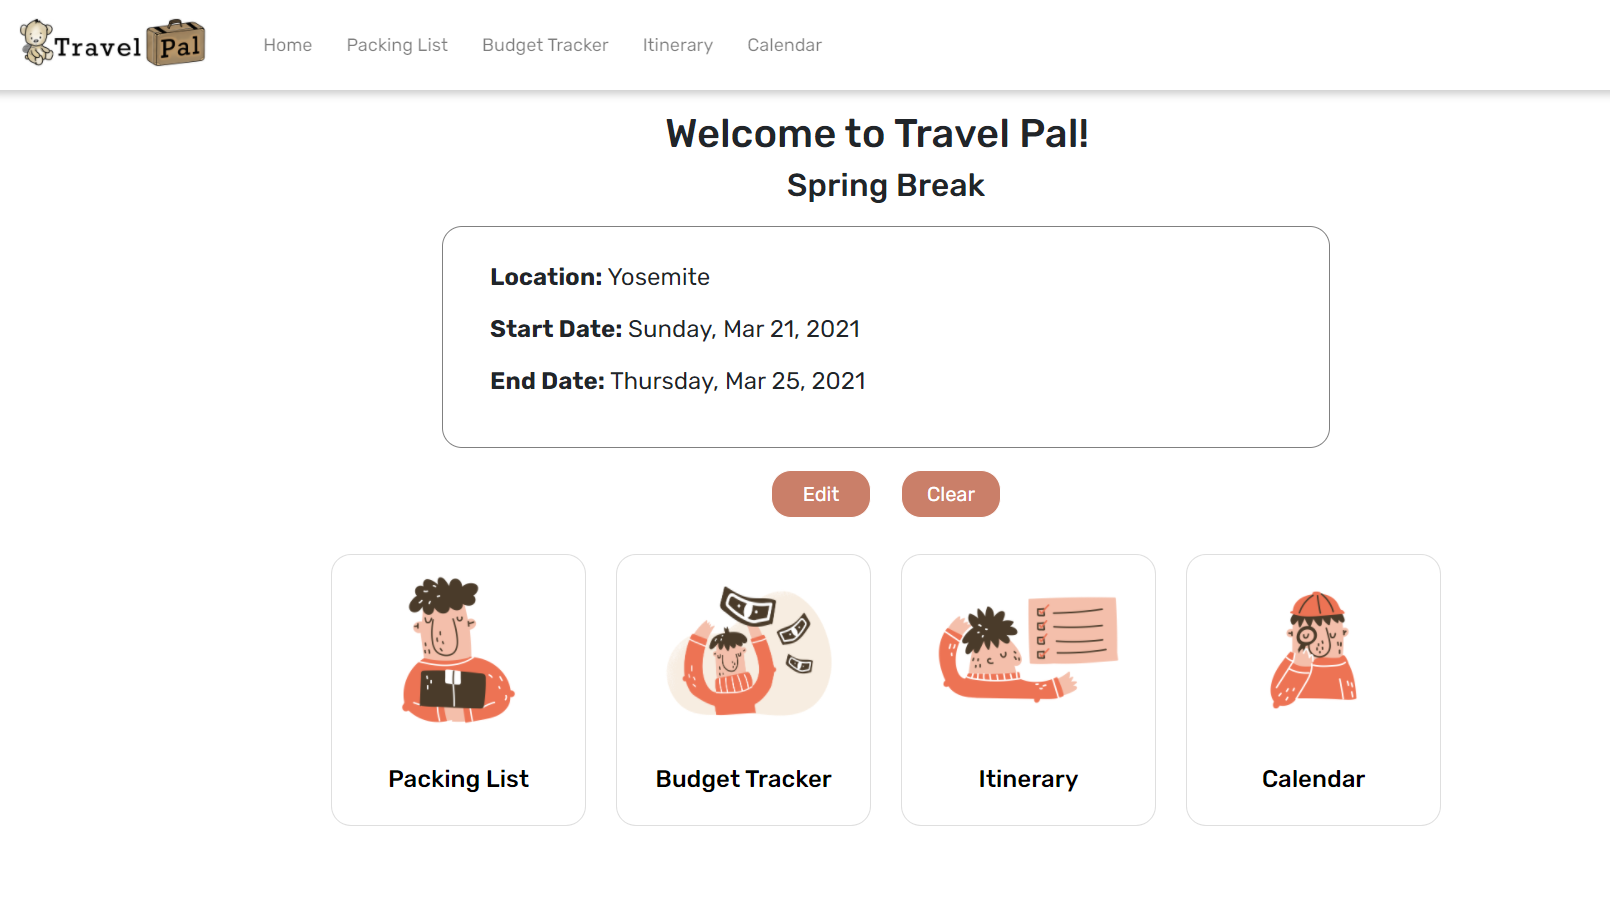 Travel Pal
Home Packing List Budget Tracker Itinerary Calendar
Welcome to Travel Pal!
Spring Break
Location: Yosemite
Start Date: Sunday, Mar 21, 2021
End Date: Thursday, Mar 25, 2021
Edit Clear
Packing List Budget Tracker Itinerary Calendar